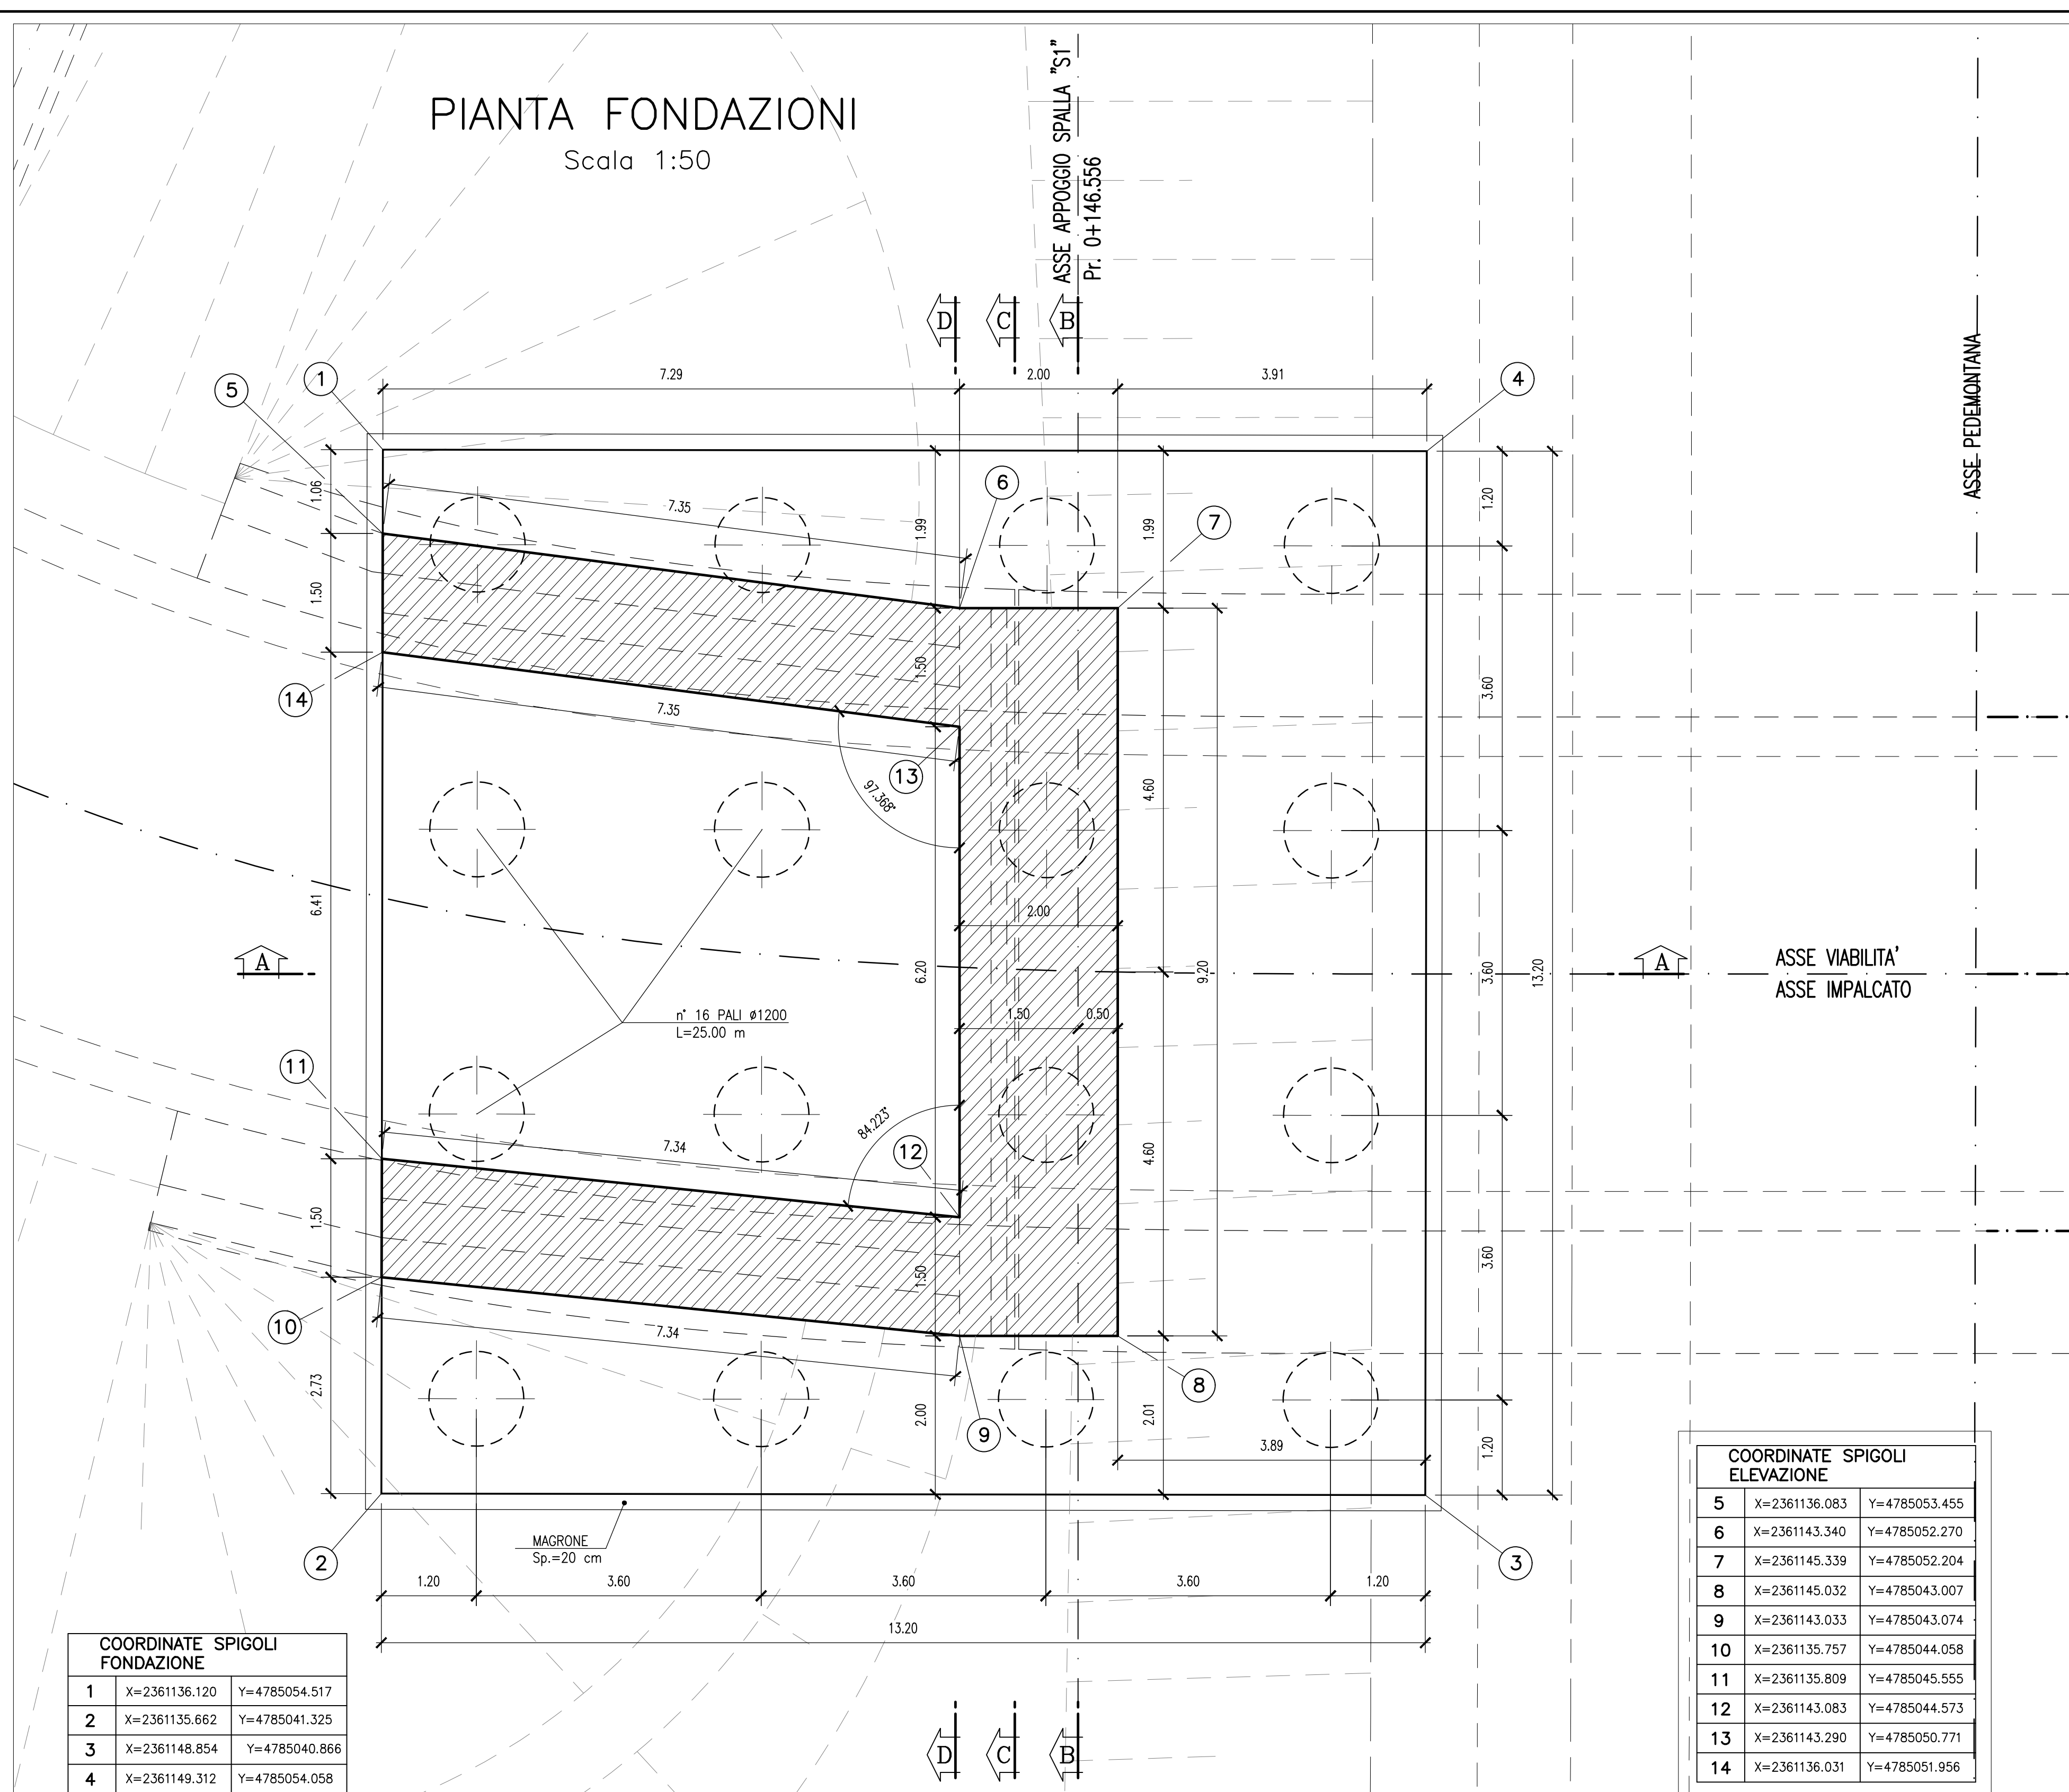 PIANTA FONDAZIONI
Scala 1:50
ASSE APPOGGIO SPALLA "S1"
Pr. 0+146.556
ASSE PEDEMONTANA
D
C
B
7.29
2.00
3.91
1
4
5
6
7
1.06
7.35
1.99
1.99
1.20
1.50
1.50
3.60
14
7.35
13
97.368°
4.60
6.41
2.00
A
6.20
9.20
3.60
13.20
A
ASSE VIABILITA'
ASSE IMPALCATO
n° 16 PALI ø1200
L=25.00 m
1.50
0.50
11
84.223°
7.34
12
4.60
1.50
1.50
3.60
10
7.34
8
2.73
2.00
9
2.01
3.89
1.20
2
MAGRONE
Sp.=20 cm
3
1.20
3.60
3.60
3.60
1.20
13.20
D
C
B
COORDINATE SPIGOLI
FONDAZIONE
1 X=2361136.120 Y=4785054.517
2 X=2361135.662 Y=4785041.325
3 X=2361148.854 Y=4785040.866
4 X=2361149.312 Y=4785054.058
COORDINATE SPIGOLI
ELEVAZIONE
5 X=2361136.083 Y=4785053.455
6 X=2361143.340 Y=4785052.270
7 X=2361145.339 Y=4785052.204
8 X=2361145.032 Y=4785043.007
9 X=2361143.033 Y=4785043.074
10 X=2361135.757 Y=4785044.058
11 X=2361135.809 Y=4785045.555
12 X=2361143.083 Y=4785044.573
13 X=2361143.290 Y=4785050.771
14 X=2361136.031 Y=4785051.956